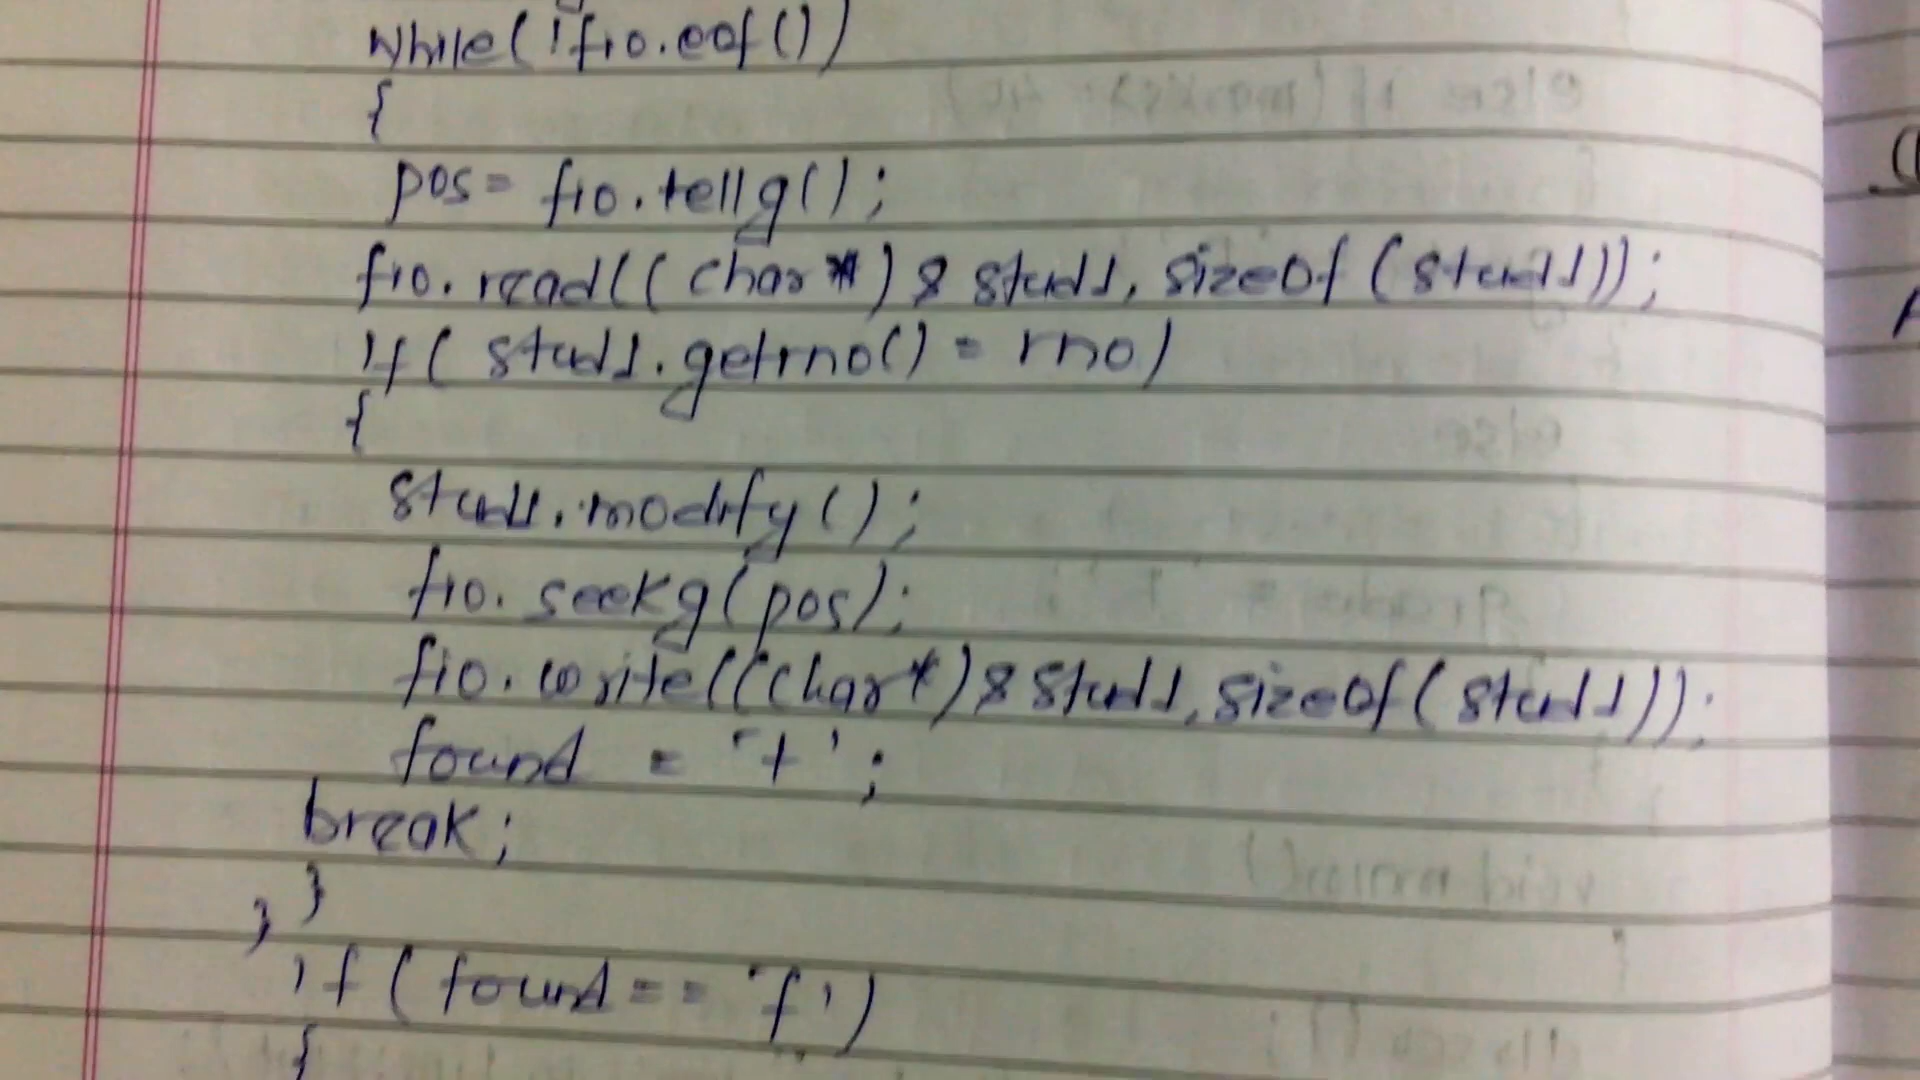 while(!fio.eof())
{
pos= fio.tellg();
fio.read((char*)&stud1,sizeof(stud1));
if(stud1.getrno() = rno)
{
stud1.modify();
fio.seekg(pos);
fio.write((char*)&stud1,sizeof(stud1));
found = 't';
break;
}
}
if(found== 'f')
{